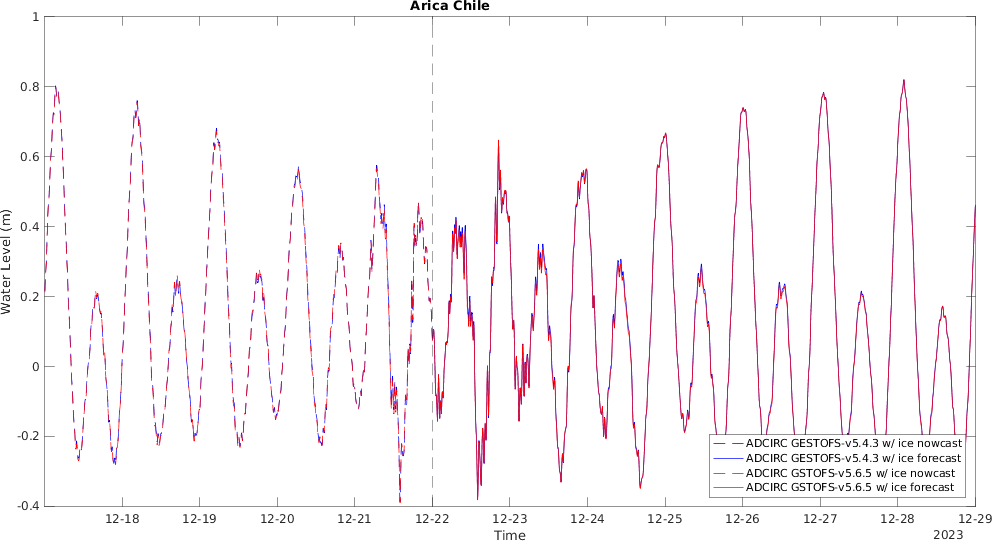 Arica Chile
Water Level (m)
1
0.8
0.6
0.4
0.2
0
-0.2
-0.4
ADCIRC GESTOFS-v5.4.3 w/ ice nowcast
ADCIRC GESTOFS-v5.4.3 w/ ice forecast
ADCIRC GSTOFS-v5.6.5 w/ ice nowcast
ADCIRC GSTOFS-v5.6.5 w/ ice forecast
12-18 12-19 12-20 12-21 12-22 12-23 12-24 12-25 12-26 12-27 12-28 12-29
Time
2023